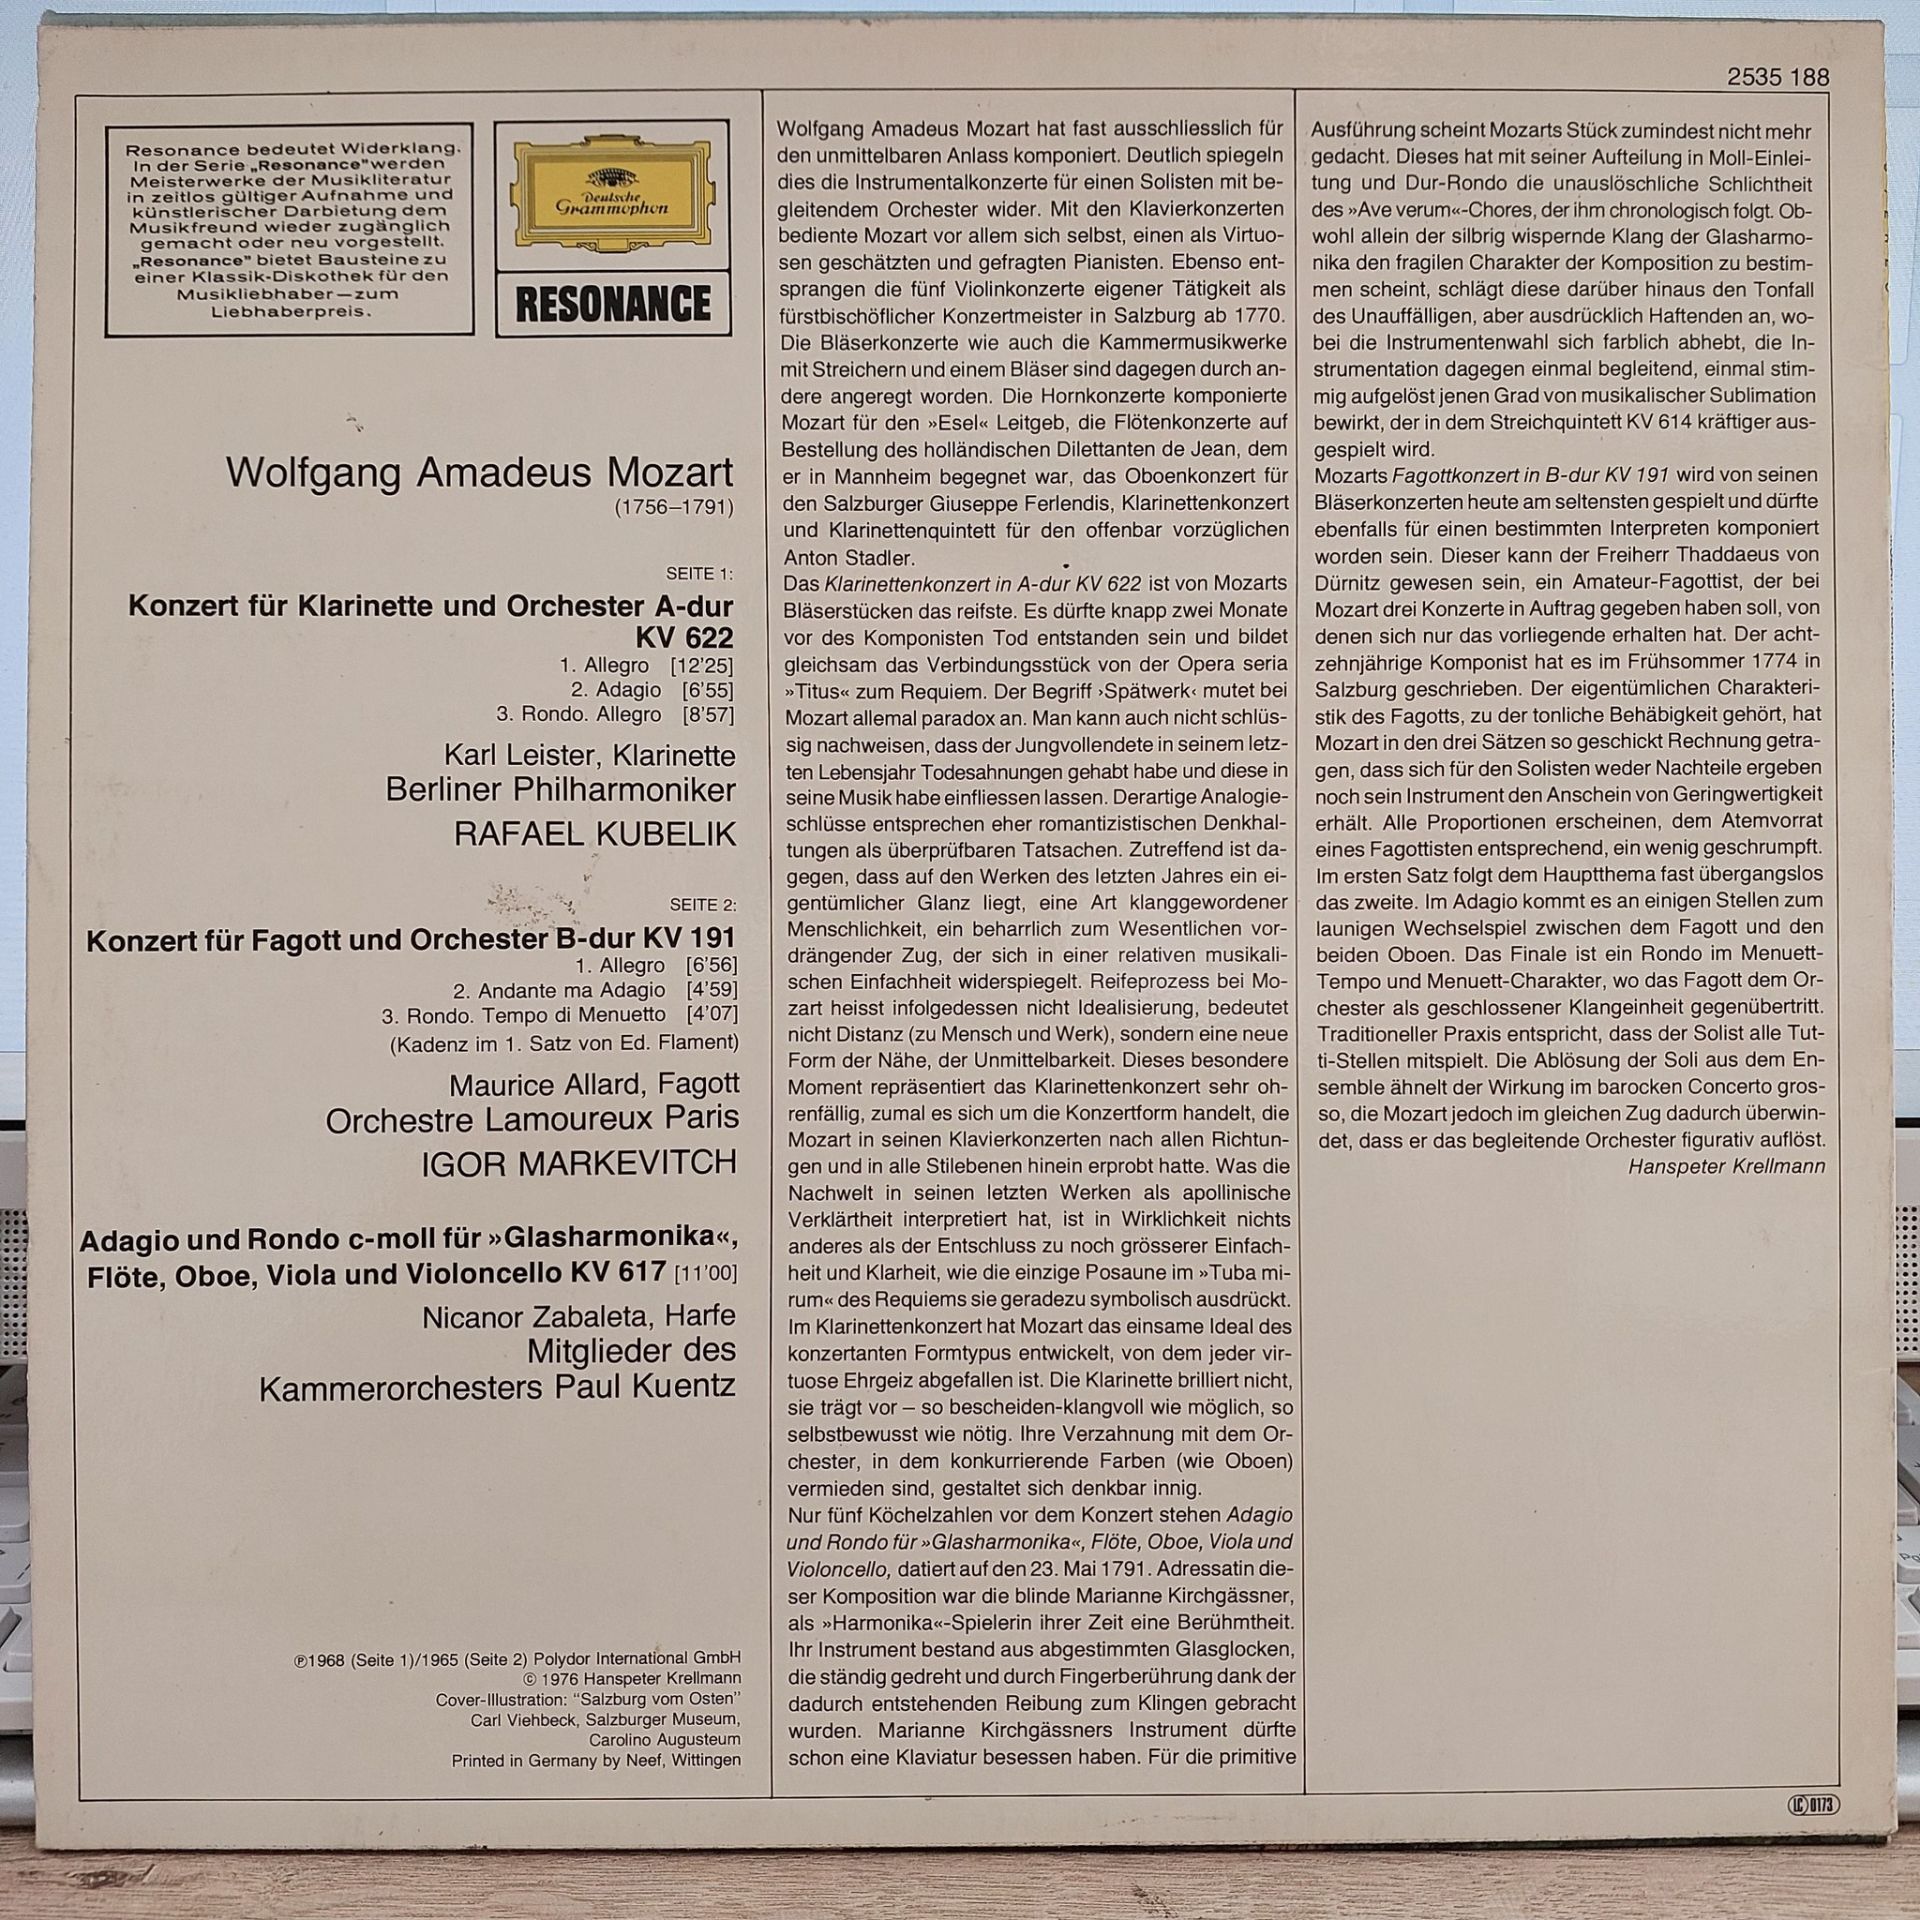 2535 188
Resonance bedeutet Widerklang.
In der Serie „Resonance" werden
Meisterwerke der Musikliteratur
in zeitlos gültiger Aufnahme und
künstlerischer Darbietung dem
Musikfreund wieder zugänglich
gemacht oder neu vorgestellt.
„Resonance" bietet Bausteine zu
einer Klassik-Diskothek für den
Musikliebhaber—zum
Liebhaberpreis.
Deutsche
Grammophon
RESONANCE
Wolfgang Amadeus Mozart
(1756–1791)
SEITE 1:
Konzert für Klarinette und Orchester A-dur
KV 622
1. Allegro [12'25]
2. Adagio [6'55]
3. Rondo. Allegro [8'57]
Karl Leister, Klarinette
Berliner Philharmoniker
RAFAEL KUBELIK
SEITE 2:
Konzert für Fagott und Orchester B-dur KV 191
1. Allegro [6'56]
2. Andante ma Adagio [4'59]
3. Rondo. Tempo di Menuetto [4'07]
(Kadenz im 1. Satz von Ed. Flament)
Maurice Allard, Fagott
Orchestre Lamoureux Paris
IGOR MARKEVITCH
Adagio und Rondo c-moll für »Glasharmonika«,
Flöte, Oboe, Viola und Violoncello KV 617 [11'00]
Nicanor Zabaleta, Harfe
Mitglieder des
Kammerorchesters Paul Kuentz
℗1968 (Seite 1)/1965 (Seite 2) Polydor International GmbH
© 1976 Hanspeter Krellmann
Cover-Illustration: "Salzburg vom Osten"
Carl Viehbeck, Salzburger Museum,
Carolino Augusteum
Printed in Germany by Neef, Wittingen
Wolfgang Amadeus Mozart hat fast ausschliesslich für
den unmittelbaren Anlass komponiert. Deutlich spiegeln
dies die Instrumentalkonzerte für einen Solisten mit be-
gleitendem Orchester wider. Mit den Klavierkonzerten
bediente Mozart vor allem sich selbst, einen als Virtuo-
sen geschätzten und gefragten Pianisten. Ebenso ent-
sprangen die fünf Violinkonzerte eigener Tätigkeit als
fürstbischöflicher Konzertmeister in Salzburg ab 1770.
Die Bläserkonzerte wie auch die Kammermusikwerke
mit Streichern und einem Bläser sind dagegen durch an-
dere angeregt worden. Die Hornkonzerte komponierte
Mozart für den »Esel« Leitgeb, die Flötenkonzerte auf
Bestellung des holländischen Dilettanten de Jean, dem
er in Mannheim begegnet war, das Oboenkonzert für
den Salzburger Giuseppe Ferlendis, Klarinettenkonzert
und Klarinettenquintett für den offenbar vorzüglichen
Anton Stadler.
Das Klarinettenkonzert in A-dur KV 622 ist von Mozarts
Bläserstücken das reifste. Es dürfte knapp zwei Monate
vor des Komponisten Tod entstanden sein und bildet
gleichsam das Verbindungsstück von der Opera seria
»Titus« zum Requiem. Der Begriff ›Spätwerk‹ mutet bei
Mozart allemal paradox an. Man kann auch nicht schlüs-
sig nachweisen, dass der Jungvollendete in seinem letz-
ten Lebensjahr Todesahnungen gehabt habe und diese in
seine Musik habe einfliessen lassen. Derartige Analogie-
schlüsse entsprechen eher romantizistischen Denkhal-
tungen als überprüfbaren Tatsachen. Zutreffend ist da-
gegen, dass auf den Werken des letzten Jahres ein ei-
gentümlicher Glanz liegt, eine Art klanggewordener
Menschlichkeit, ein beharrlich zum Wesentlichen vor-
drängender Zug, der sich in einer relativen musikali-
schen Einfachheit widerspiegelt. Reifeprozess bei Mo-
zart heisst infolgedessen nicht Idealisierung, bedeutet
nicht Distanz (zu Mensch und Werk), sondern eine neue
Form der Nähe, der Unmittelbarkeit. Dieses besondere
Moment repräsentiert das Klarinettenkonzert sehr oh-
renfällig, zumal es sich um die Konzertform handelt, die
Mozart in seinen Klavierkonzerten nach allen Richtun-
gen und in alle Stilebenen hinein erprobt hatte. Was die
Nachwelt in seinen letzten Werken als apollinische
Verklärtheit interpretiert hat, ist in Wirklichkeit nichts
anderes als der Entschluss zu noch grösserer Einfach-
heit und Klarheit, wie die einzige Posaune im »Tuba mi-
rum« des Requiems sie geradezu symbolisch ausdrückt.
Im Klarinettenkonzert hat Mozart das einsame Ideal des
konzertanten Formtypus entwickelt, von dem jeder vir-
tuose Ehrgeiz abgefallen ist. Die Klarinette brilliert nicht,
sie trägt vor – so bescheiden-klangvoll wie möglich, so
selbstbewusst wie nötig. Ihre Verzahnung mit dem Or-
chester, in dem konkurrierende Farben (wie Oboen)
vermieden sind, gestaltet sich denkbar innig.
Nur fünf Köchelzahlen vor dem Konzert stehen Adagio
und Rondo für »Glasharmonika«, Flöte, Oboe, Viola und
Violoncello, datiert auf den 23. Mai 1791. Adressatin die-
ser Komposition war die blinde Marianne Kirchgässner,
als »Harmonika«-Spielerin ihrer Zeit eine Berühmtheit.
Ihr Instrument bestand aus abgestimmten Glasglocken,
die ständig gedreht und durch Fingerberührung dank der
dadurch entstehenden Reibung zum Klingen gebracht
wurden. Marianne Kirchgässners Instrument dürfte
schon eine Klaviatur besessen haben. Für die primitive
Ausführung scheint Mozarts Stück zumindest nicht mehr
gedacht. Dieses hat mit seiner Aufteilung in Moll-Einlei-
tung und Dur-Rondo die unauslöschliche Schlichtheit
des »Ave verum«-Chores, der ihm chronologisch folgt. Ob-
wohl allein der silbrig wispernde Klang der Glasharmo-
nika den fragilen Charakter der Komposition zu bestim-
men scheint, schlägt diese darüber hinaus den Tonfall
des Unauffälligen, aber ausdrücklich Haftenden an, wo-
bei die Instrumentenwahl sich farblich abhebt, die In-
strumentation dagegen einmal begleitend, einmal stim-
mig aufgelöst jenen Grad von musikalischer Sublimation
bewirkt, der in dem Streichquintett KV 614 kräftiger aus-
gespielt wird.
Mozarts Fagottkonzert in B-dur KV 191 wird von seinen
Bläserkonzerten heute am seltensten gespielt und dürfte
ebenfalls für einen bestimmten Interpreten komponiert
worden sein. Dieser kann der Freiherr Thaddaeus von
Dürnitz gewesen sein, ein Amateur-Fagottist, der bei
Mozart drei Konzerte in Auftrag gegeben haben soll, von
denen sich nur das vorliegende erhalten hat. Der acht-
zehnjährige Komponist hat es im Frühsommer 1774 in
Salzburg geschrieben. Der eigentümlichen Charakteri-
stik des Fagotts, zu der tonliche Behäbigkeit gehört, hat
Mozart in den drei Sätzen so geschickt Rechnung getra-
gen, dass sich für den Solisten weder Nachteile ergeben
noch sein Instrument den Anschein von Geringwertigkeit
erhält. Alle Proportionen erscheinen, dem Atemvorrat
eines Fagottisten entsprechend, ein wenig geschrumpft.
Im ersten Satz folgt dem Hauptthema fast übergangslos
das zweite. Im Adagio kommt es an einigen Stellen zum
launigen Wechselspiel zwischen dem Fagott und den
beiden Oboen. Das Finale ist ein Rondo im Menuett-
Tempo und Menuett-Charakter, wo das Fagott dem Or-
chester als geschlossener Klangeinheit gegenübertritt.
Traditioneller Praxis entspricht, dass der Solist alle Tut-
ti-Stellen mitspielt. Die Ablösung der Soli aus dem En-
semble ähnelt der Wirkung im barocken Concerto gros-
so, die Mozart jedoch im gleichen Zug dadurch überwin-
det, dass er das begleitende Orchester figurativ auflöst.
Hanspeter Krellmann
LC 0173